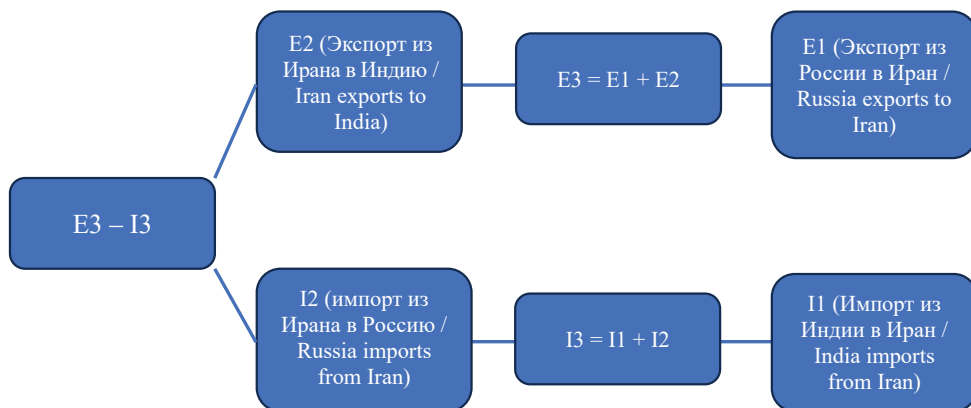 E2 (Экспорт из
Ирана в Индию /
Iran exports to
India)
E3 = E1 + E2
E1 (Экспорт из
России в Иран /
Russia exports to
Iran)
E3 – I3
I2 (импорт из
Ирана в Россию /
Russia imports
from Iran)
I3 = I1 + I2
I1 (Импорт из
Индии в Иран /
India imports
from Iran)